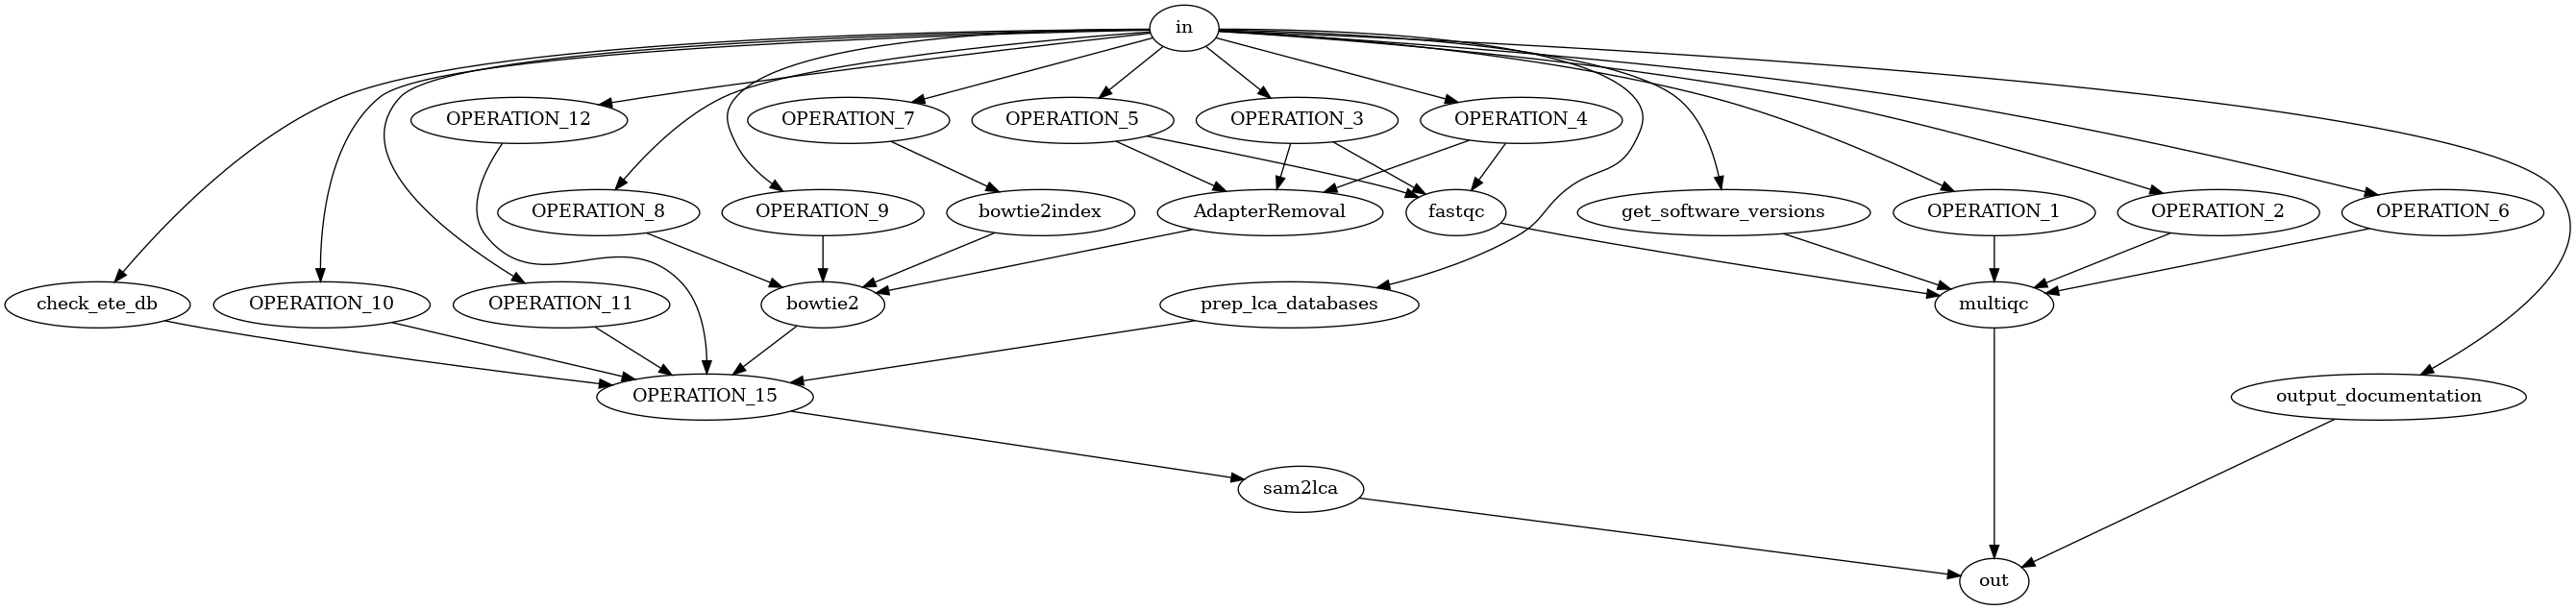 in
OPERATION_12
OPERATION_7
OPERATION_5
OPERATION_3
OPERATION_4
OPERATION_8
OPERATION_9
bowtie2index
AdapterRemoval
fastqc
get_software_versions
OPERATION_1
OPERATION_2
OPERATION_6
check_ete_db
OPERATION_10
OPERATION_11
bowtie2
prep_lca_databases
multiqc
OPERATION_15
output_documentation
sam2lca
out